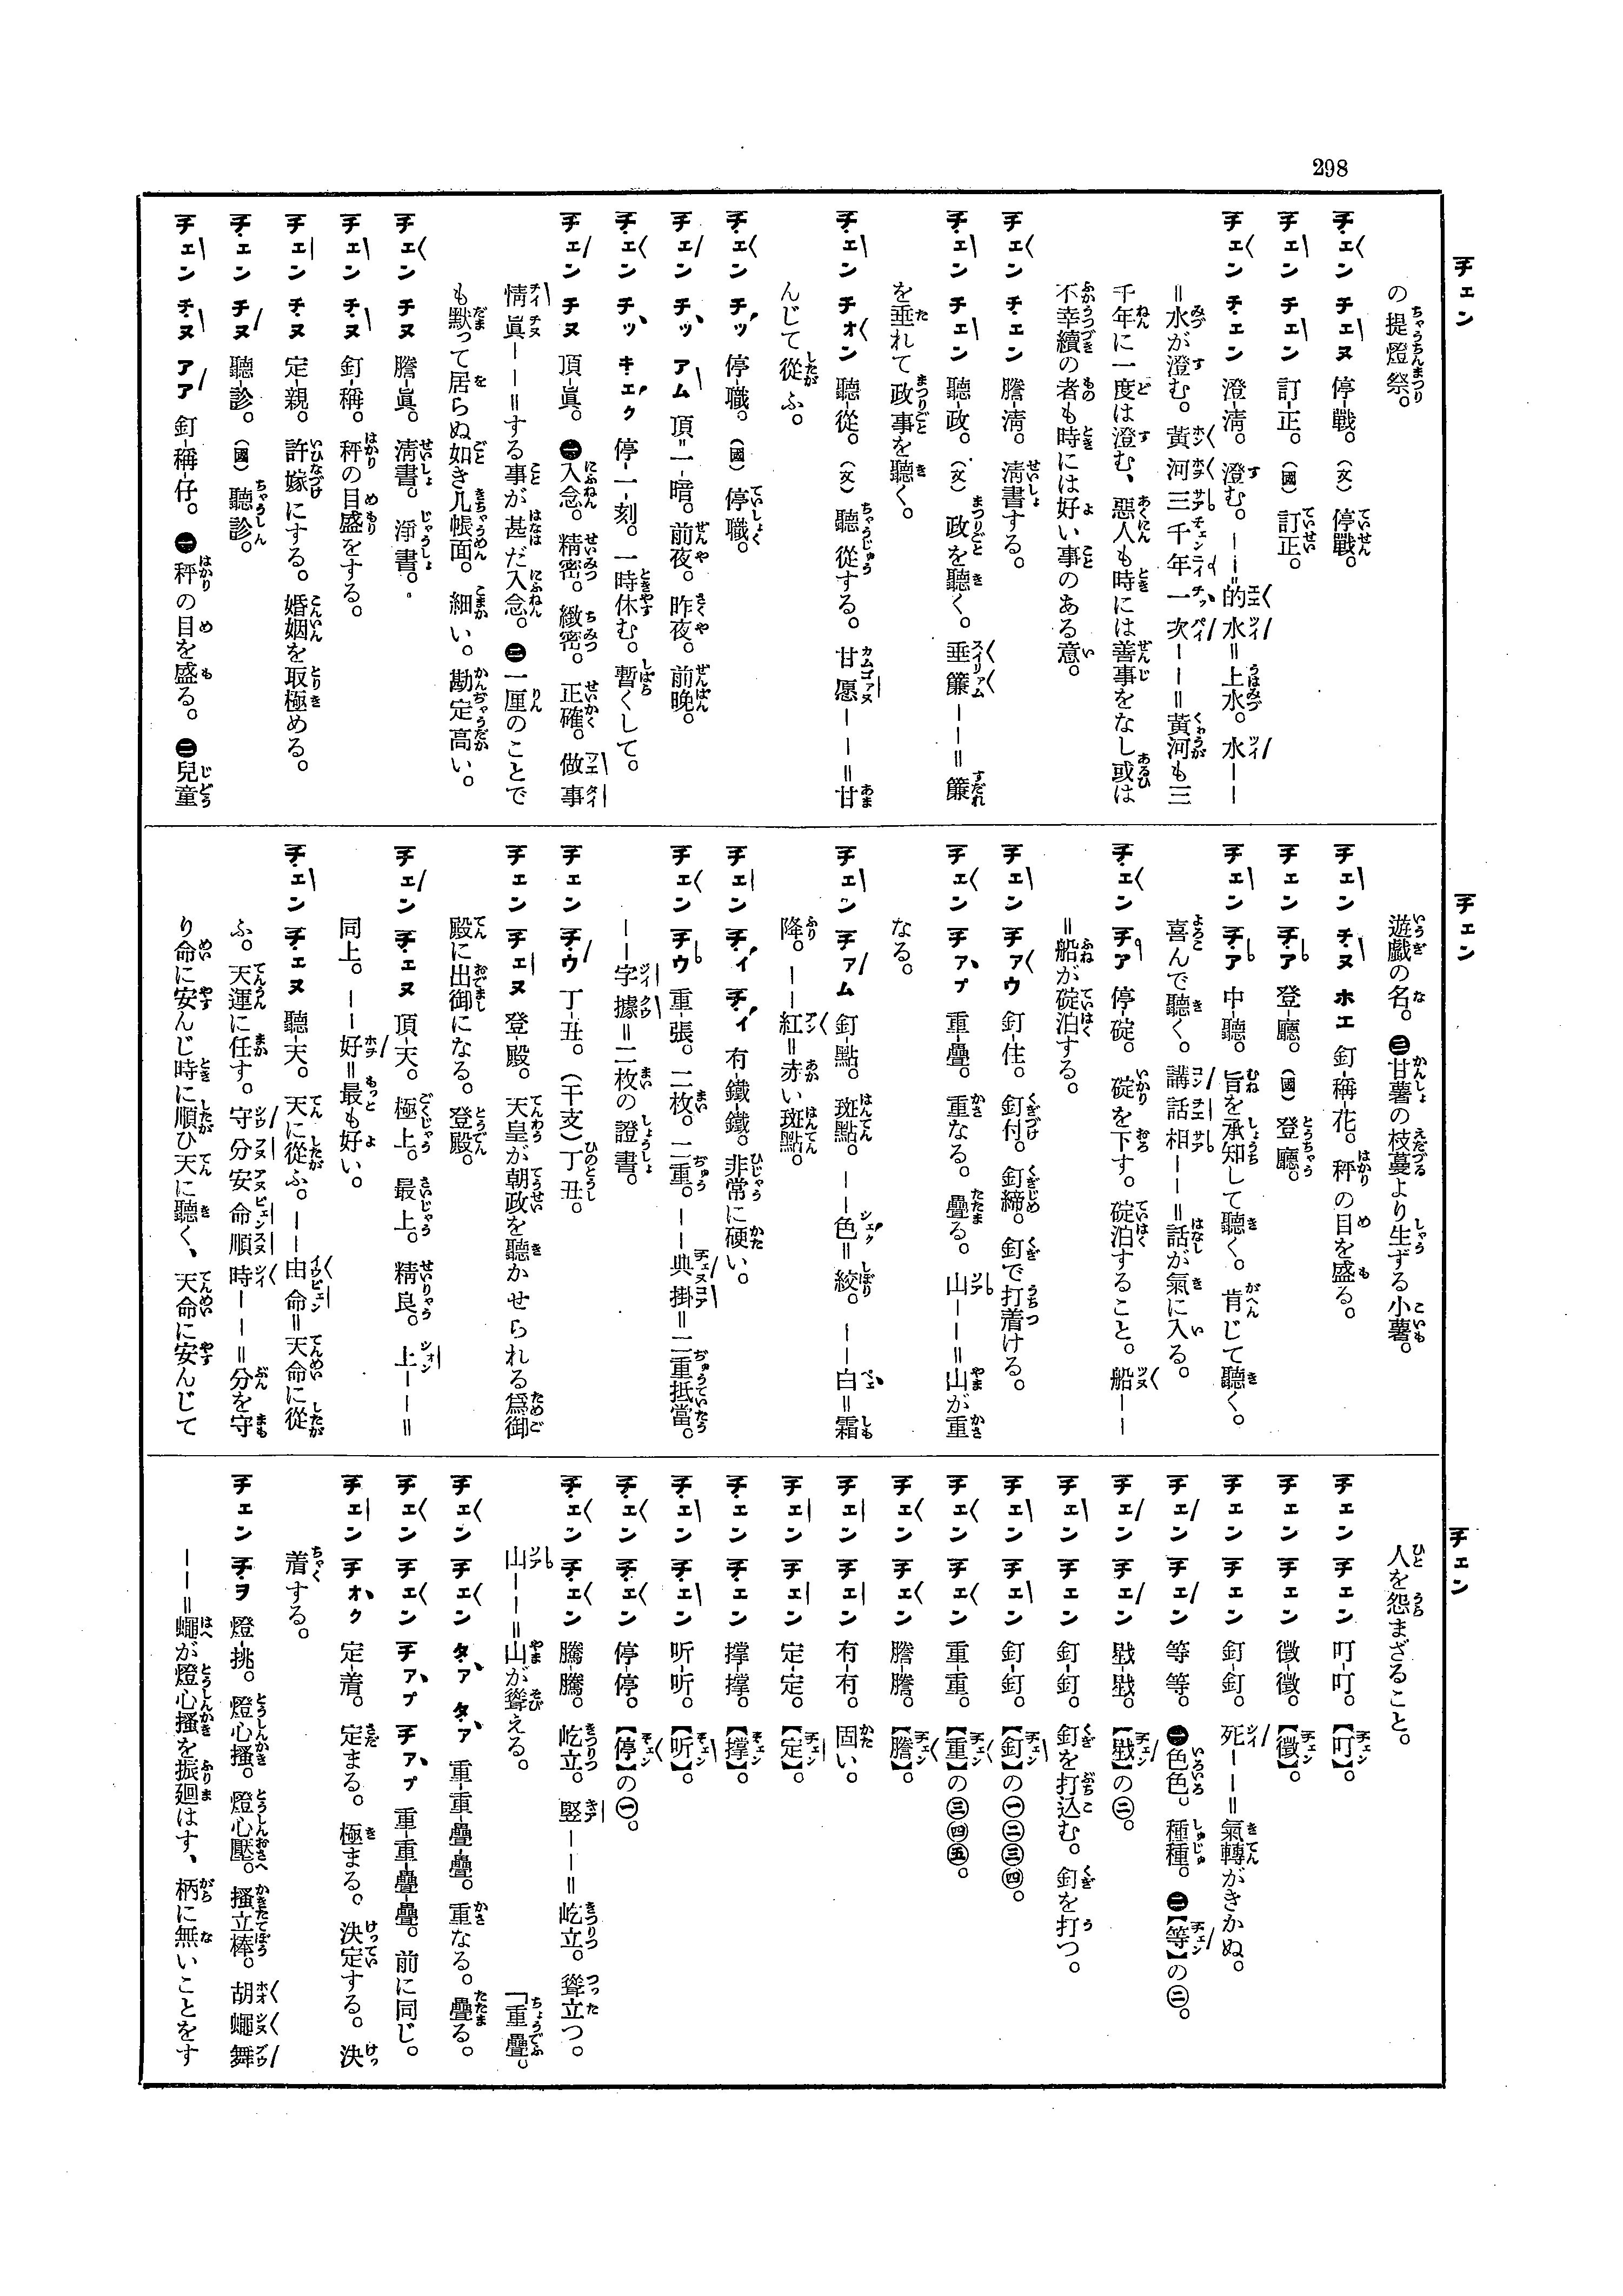 298
チェン
の提燈祭。
チェン チェヌ 停-戰。(文)停戰。
チェン チェン 訂-正。(國)訂正。
チェン チェン 澄-淸。澄む。——的水=上水。水——
=水が澄む。黃河三千年一次——=黃河も三
千年に一度は澄む、惡人も時には善事をなし或は
不幸續の者も時には好い事のある意。
チェン チェン 謄-淸。淸書する。
チェン チェン 聽-政。(文)政を聽く。垂簾——=簾
を垂れて政事を聽く。
チェン チォン 聽-從。(文)聽從する。甘愿——=甘
んじて從ふ。
チェン チッ 停-職。(國)停職。
チェン チッ アム 頂=一-暗。前夜。昨夜。前晚。
チェン チッ キェク 停-一-刻。一時休む。暫くして。
チェン チヌ 頂-眞。㊀入念。精密。緻密。正確。做事
情眞——=する事が甚だ入念。㊁一厘のことで
も默って居らぬ如き几帳面。細い。勘定高い。
チェン チヌ 謄-眞。淸書。淨書。
チェン チヌ 釘-稱。秤の目盛をする。
チェン チヌ 定-親。許嫁にする。婚姻を取極める。
チェン チヌ 聽-診。(國)聽診。
チェン チヌ アア 釘-稱-仔。㊀秤の目を盛る。㊁兒童
チェン
遊戲の名。㊂甘薯の枝蔓より生ずる小薯。
チェン チヌ ホエ 釘-稱-花。秤の目を盛る。
チェン チア 登-廳。(國)登廳。
チェン チア 中-聽。旨を承知して聽く。肯じて聽く。
喜んで聽く。講話相——=話が氣に入る。
チェン チア 停-碇。碇を下す。碇泊すること。船——
=船が碇泊する。
チェン チァウ 釘-住。釘付。釘締。釘で打着ける。
チェン チァプ 重-疊。重なる。疊る。山——=山が重
なる。
チェン チァム 釘-點。斑點。——色=絞。——白=霜
降。——紅=赤い斑點。
チェン チィ チィ 有-鐵-鐵。非常に硬い。
チェン チウ 重-張。二枚。二重。——典掛=二重抵當。
——字據=二枚の證書。
チェン チウ 丁-丑。(干支)丁丑。
チェン チェヌ 登-殿。天皇が朝政を聽かせられる爲御
殿に出御になる。登殿。
チェン チェヌ 頂-天。極上。最上。精良。上——=
同上。——好=最も好い。
チェン チェヌ 聽-天。天に從ふ。——由命=天命に從
ふ。天運に任す。守分安命順時——=分を守
り命に安んじ時に順ひ天に聽く、天命に安んじて
チェン
人を怨まざること。
チェン チェン 叮-叮。【叮】。
チェン チェン 徵-徵。【徵】。
チェン チェン 釘-釘。死——=氣轉がきかぬ。
チェン チェン 等 等。㊀色色。種種。㊁【等】の㊁。
チェン チェン 戥-戥。【戥】の㊁。
チェン チェン 釘-釘。釘を打込む。釘を打つ。
チェン チェン 釘-釘。【釘】の㊀㊁㊂㊃。
チェン チェン 重-重。【重】の㊂㊃㊄。
チェン チェン 謄-謄。【謄】。
チェン チェン 有-有。固い。
チェン チェン 定-定。【定】。
チェン チェン 撐-撐。【撐】。
チェン チェン 听-听。【听】。
チェン チェン 停-停。【停】の㊀。
チェン チェン 騰-騰。屹立。竪——=屹立。聳立つ。
山——=山が聳える。
「重疊。
チェン チェン タァ タァ 重-重-疊-疊。重なる。疊る。
チェン チェン チァプ チァプ 重-重-疊-疊。前に同じ。
チェン チオク 定-着。定まる。極まる。決定する。決
着する。
チェン チヲ 燈-挑。燈心搔。燈心壓。搔立棒。胡蠅舞
——=蠅が燈心搔を振廻はす、柄に無いことをす